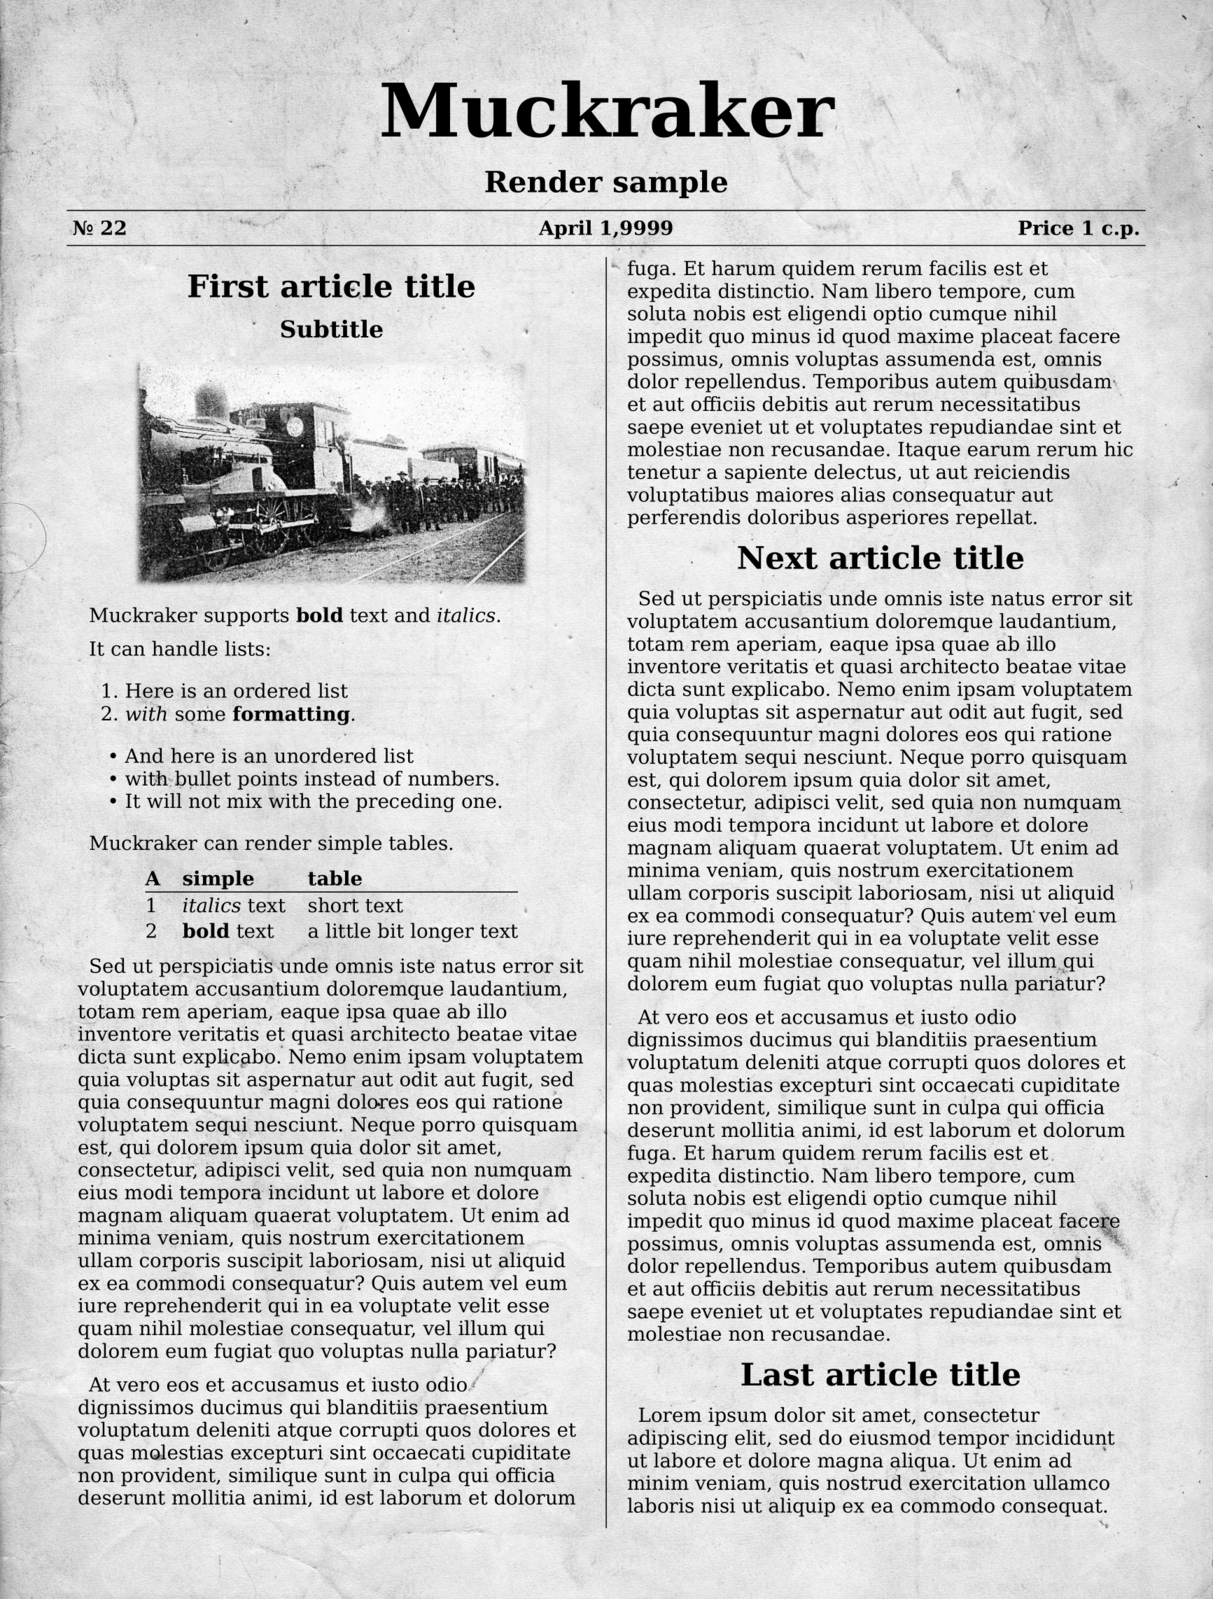 Muckraker
Render sample
№ 22
April 1,9999
Price 1 c.p.
First article title
Subtitle
Muckraker supports bold text and italics.
It can handle lists:
1. Here is an ordered list
2. with some formatting.
• And here is an unordered list
• with bullet points instead of numbers.
• It will not mix with the preceding one.
Muckraker can render simple tables.
A simple table
1 italics text short text
2 bold text a little bit longer text
Sed ut perspiciatis unde omnis iste natus error sit
voluptatem accusantium doloremque laudantium,
totam rem aperiam, eaque ipsa quae ab illo
inventore veritatis et quasi architecto beatae vitae
dicta sunt explicabo. Nemo enim ipsam voluptatem
quia voluptas sit aspernatur aut odit aut fugit, sed
quia consequuntur magni dolores eos qui ratione
voluptatem sequi nesciunt. Neque porro quisquam
est, qui dolorem ipsum quia dolor sit amet,
consectetur, adipisci velit, sed quia non numquam
eius modi tempora incidunt ut labore et dolore
magnam aliquam quaerat voluptatem. Ut enim ad
minima veniam, quis nostrum exercitationem
ullam corporis suscipit laboriosam, nisi ut aliquid
ex ea commodi consequatur? Quis autem vel eum
iure reprehenderit qui in ea voluptate velit esse
quam nihil molestiae consequatur, vel illum qui
dolorem eum fugiat quo voluptas nulla pariatur?
At vero eos et accusamus et iusto odio
dignissimos ducimus qui blanditiis praesentium
voluptatum deleniti atque corrupti quos dolores et
quas molestias excepturi sint occaecati cupiditate
non provident, similique sunt in culpa qui officia
deserunt mollitia animi, id est laborum et dolorum
fuga. Et harum quidem rerum facilis est et
expedita distinctio. Nam libero tempore, cum
soluta nobis est eligendi optio cumque nihil
impedit quo minus id quod maxime placeat facere
possimus, omnis voluptas assumenda est, omnis
dolor repellendus. Temporibus autem quibusdam
et aut officiis debitis aut rerum necessitatibus
saepe eveniet ut et voluptates repudiandae sint et
molestiae non recusandae. Itaque earum rerum hic
tenetur a sapiente delectus, ut aut reiciendis
voluptatibus maiores alias consequatur aut
perferendis doloribus asperiores repellat.
Next article title
Sed ut perspiciatis unde omnis iste natus error sit
voluptatem accusantium doloremque laudantium,
totam rem aperiam, eaque ipsa quae ab illo
inventore veritatis et quasi architecto beatae vitae
dicta sunt explicabo. Nemo enim ipsam voluptatem
quia voluptas sit aspernatur aut odit aut fugit, sed
quia consequuntur magni dolores eos qui ratione
voluptatem sequi nesciunt. Neque porro quisquam
est, qui dolorem ipsum quia dolor sit amet,
consectetur, adipisci velit, sed quia non numquam
eius modi tempora incidunt ut labore et dolore
magnam aliquam quaerat voluptatem. Ut enim ad
minima veniam, quis nostrum exercitationem
ullam corporis suscipit laboriosam, nisi ut aliquid
ex ea commodi consequatur? Quis autem vel eum
iure reprehenderit qui in ea voluptate velit esse
quam nihil molestiae consequatur, vel illum qui
dolorem eum fugiat quo voluptas nulla pariatur?
At vero eos et accusamus et iusto odio
dignissimos ducimus qui blanditiis praesentium
voluptatum deleniti atque corrupti quos dolores et
quas molestias excepturi sint occaecati cupiditate
non provident, similique sunt in culpa qui officia
deserunt mollitia animi, id est laborum et dolorum
fuga. Et harum quidem rerum facilis est et
expedita distinctio. Nam libero tempore, cum
soluta nobis est eligendi optio cumque nihil
impedit quo minus id quod maxime placeat facere
possimus, omnis voluptas assumenda est, omnis
dolor repellendus. Temporibus autem quibusdam
et aut officiis debitis aut rerum necessitatibus
saepe eveniet ut et voluptates repudiandae sint et
molestiae non recusandae.
Last article title
Lorem ipsum dolor sit amet, consectetur
adipiscing elit, sed do eiusmod tempor incididunt
ut labore et dolore magna aliqua. Ut enim ad
minim veniam, quis nostrud exercitation ullamco
laboris nisi ut aliquip ex ea commodo consequat.